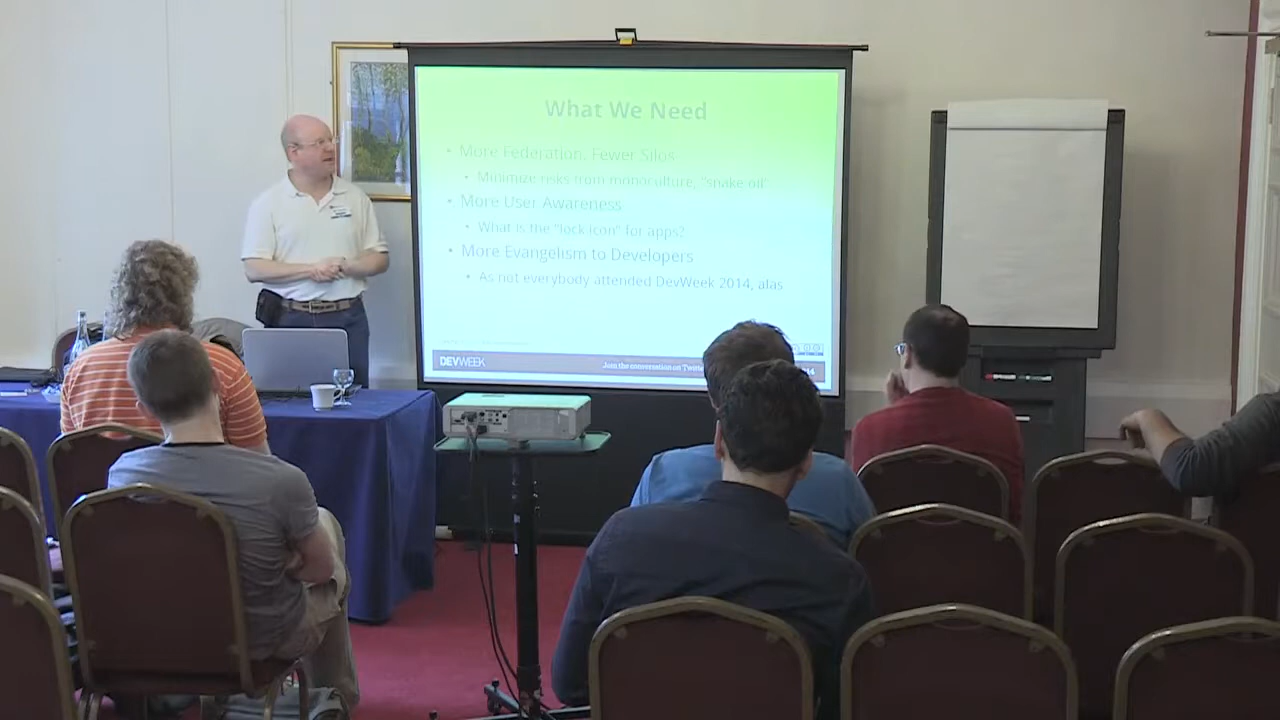 What We Need
• More Federation, Fewer Silos
• Minimize risks from monoculture, "snake oil"
• More User Awareness
• What is the "lock icon" for apps?
• More Evangelism to Developers
• As not everybody attended DevWeek 2014, alas
DEVWEEK
Join the conversation on Twitter